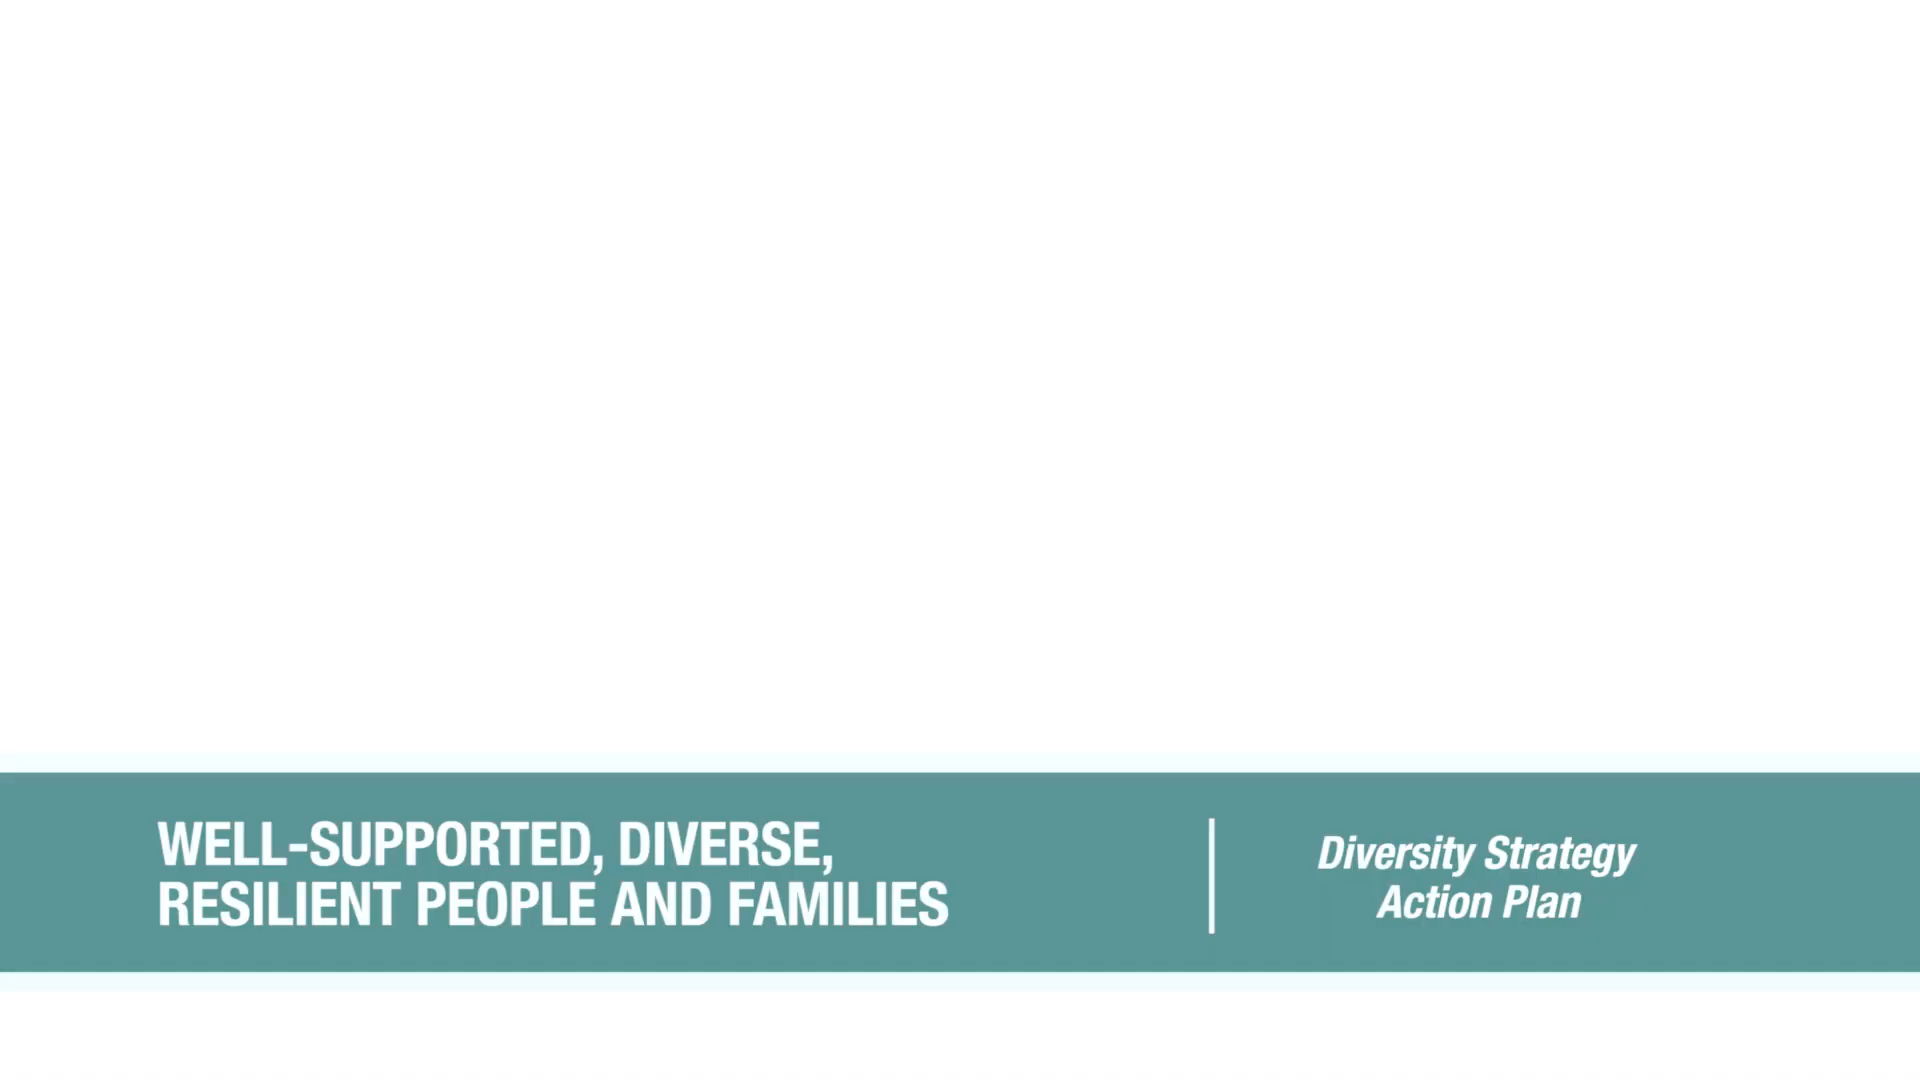 WELL-SUPPORTED, DIVERSE,
RESILIENT PEOPLE AND FAMILIES
Diversity Strategy
Action Plan